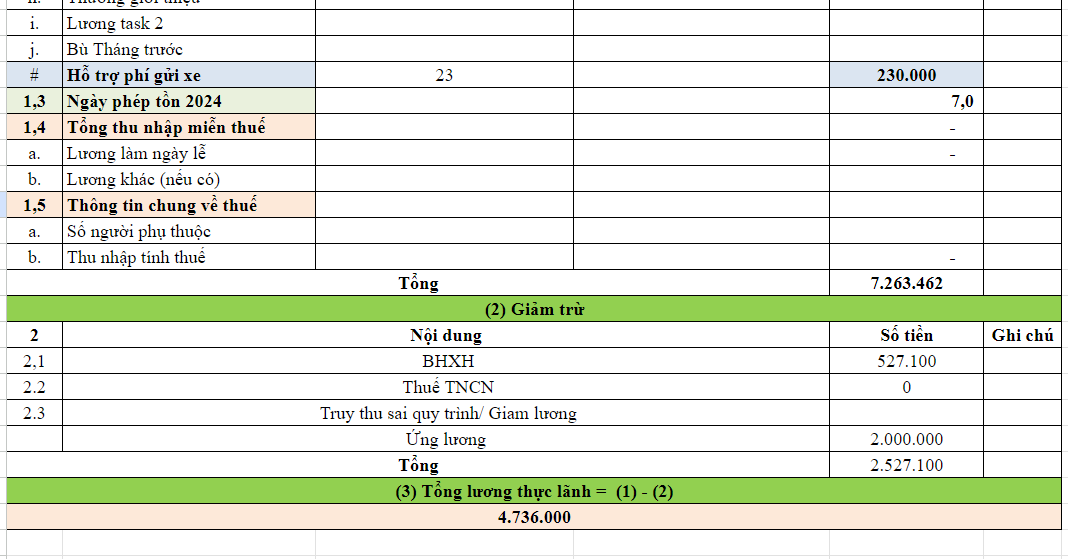 i. Lương task 2
j. Bù Tháng trước
# Hỗ trợ phí gửi xe 23 230.000
1,3 Ngày phép tồn 2024 7,0
1,4 Tổng thu nhập miễn thuế -
a. Lương làm ngày lễ -
b. Lương khác (nếu có)
1,5 Thông tin chung về thuế
a. Số người phụ thuộc
b. Thu nhập tính thuế -
Tổng 7.263.462
(2) Giảm trừ
2 Nội dung Số tiền Ghi chú
2,1 BHXH 527.100
2.2 Thuế TNCN 0
2.3 Truy thu sai quy trình/ Giam lương
Ứng lương 2.000.000
Tổng 2.527.100
(3) Tổng lương thực lãnh = (1) - (2)
4.736.000